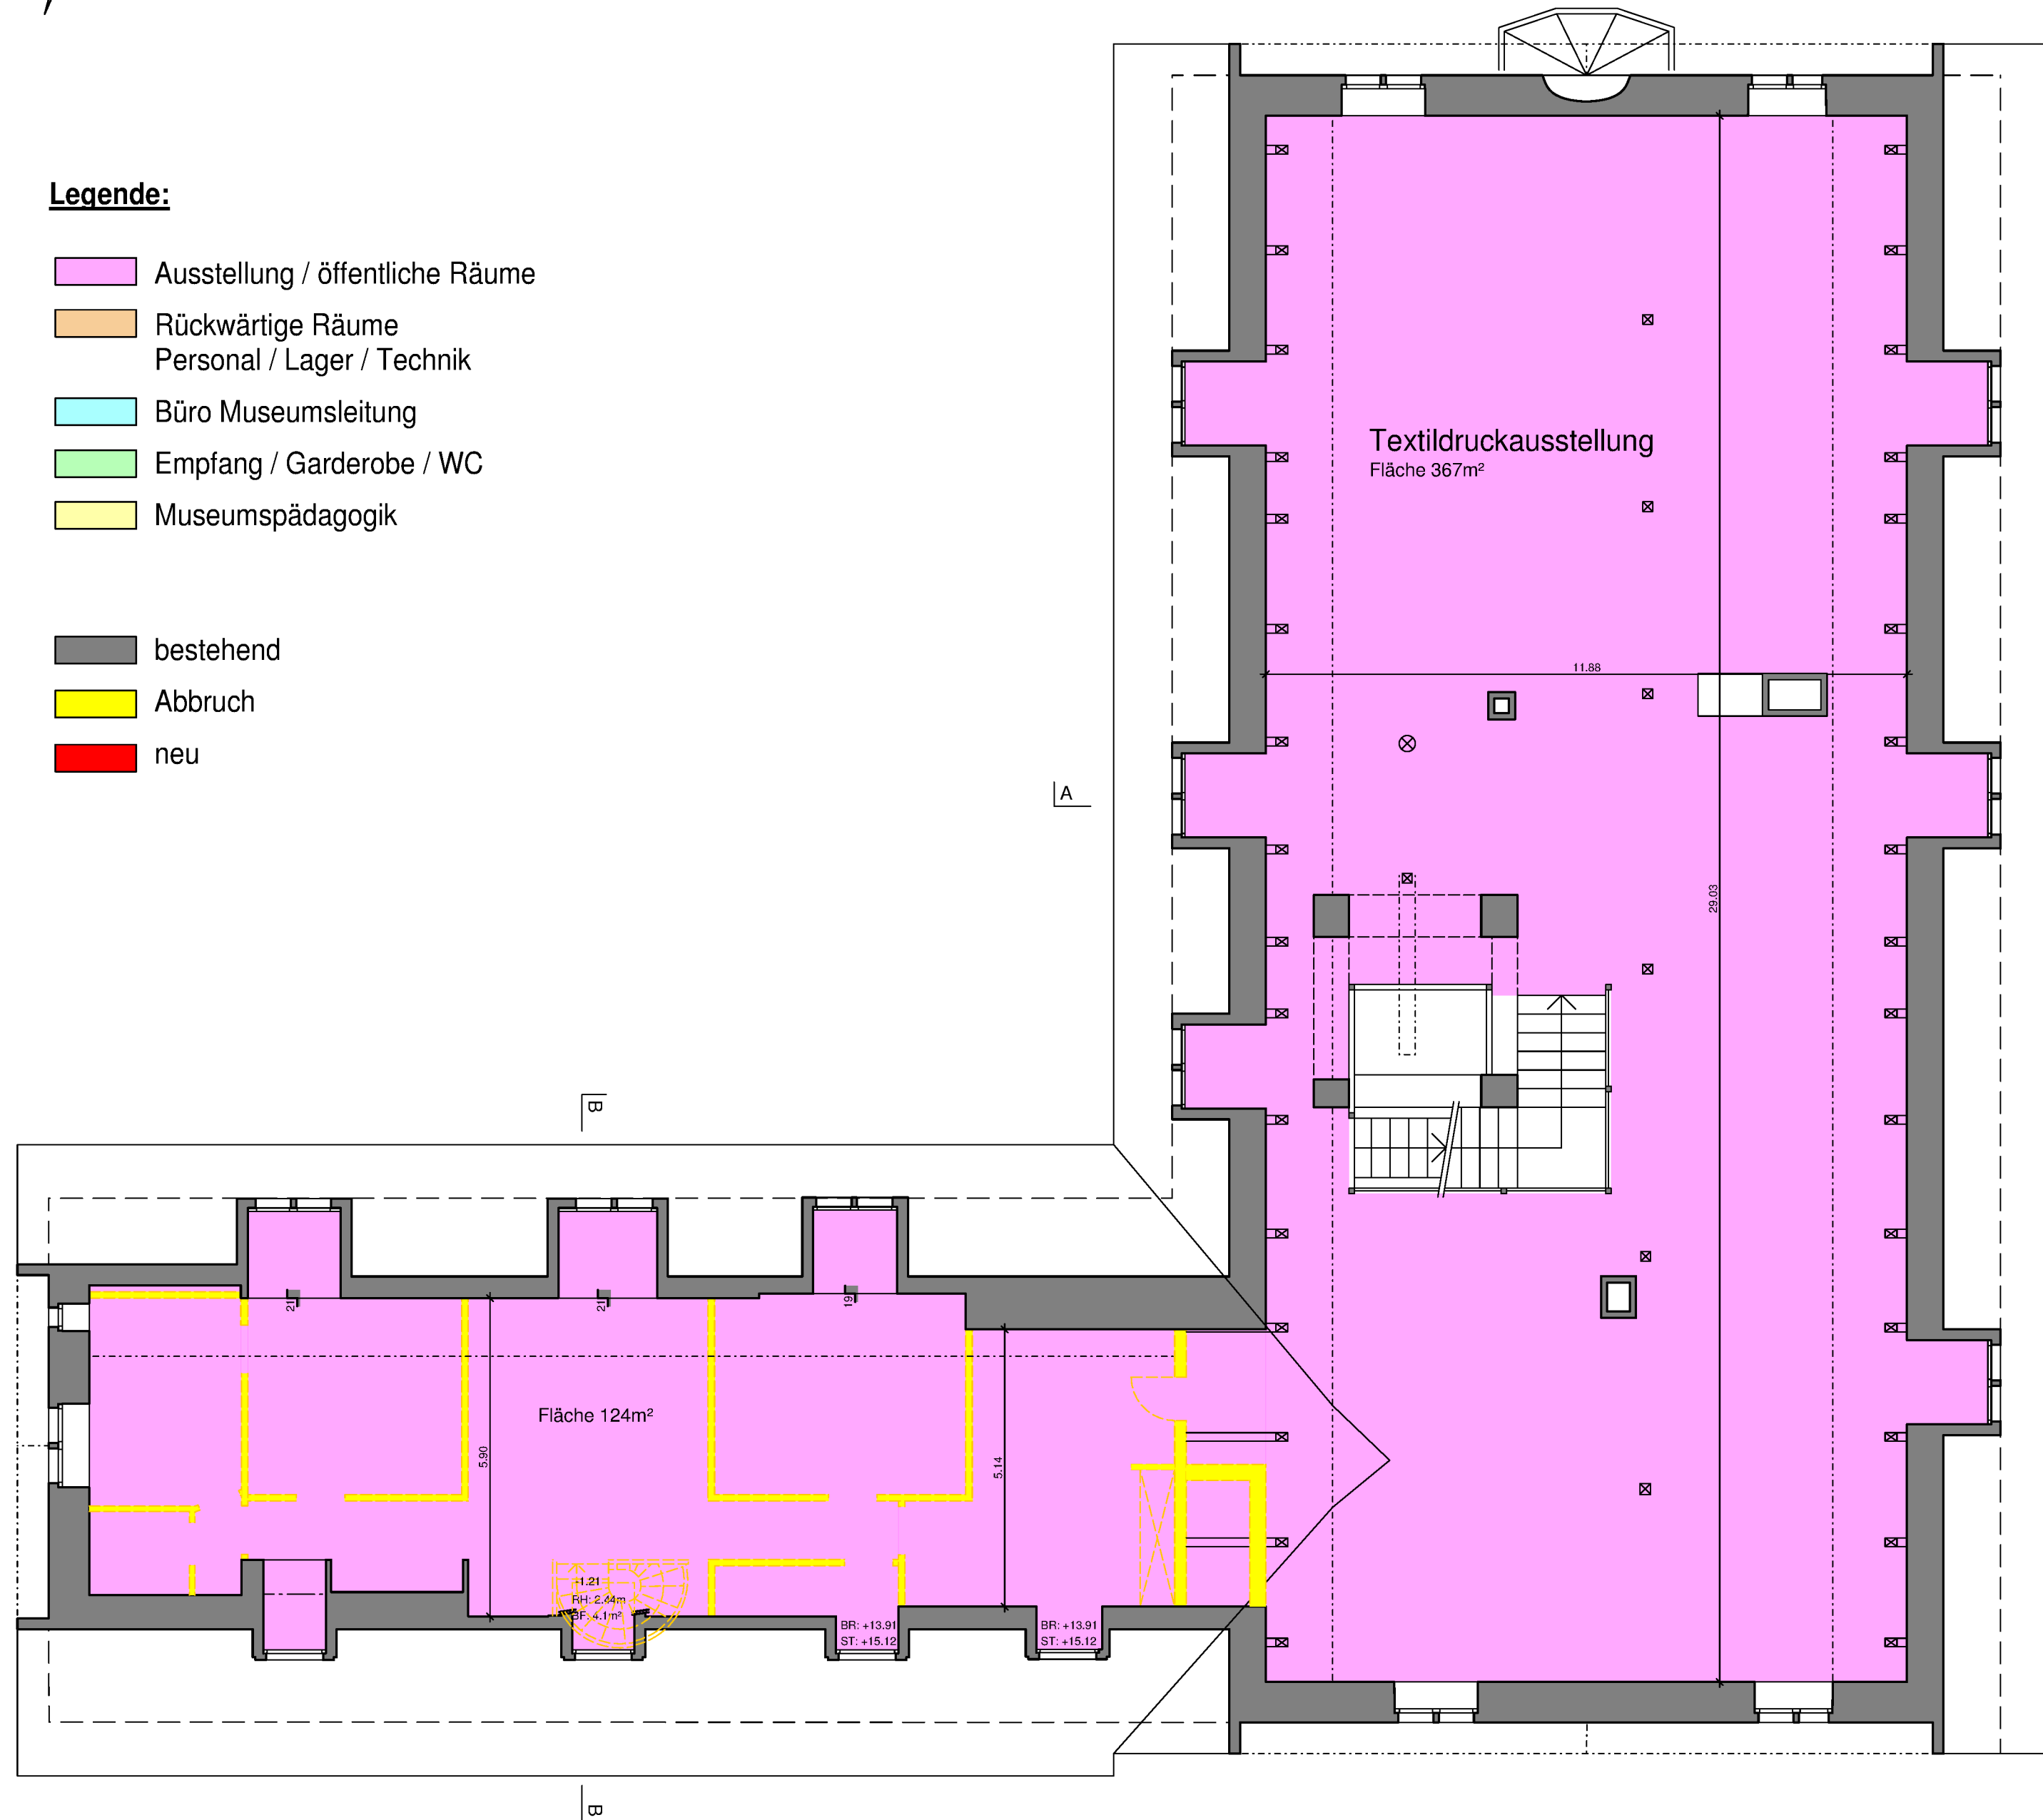 Legende:
Ausstellung / öffentliche Räume
Rückwärtige Räume
Personal / Lager / Technik
Büro Museumsleitung
Empfang / Garderobe / WC
Museumspädagogik
bestehend
Abbruch
neu
Textildruckausstellung
Fläche 367m²
11.88
A
29.03
B
21
21
19
Fläche 124m²
5.90
5.14
-1.21
RH: 2.44m
BF: 4.1m²
BR: +13.91
ST: +15.12
BR: +13.91
ST: +15.12
B